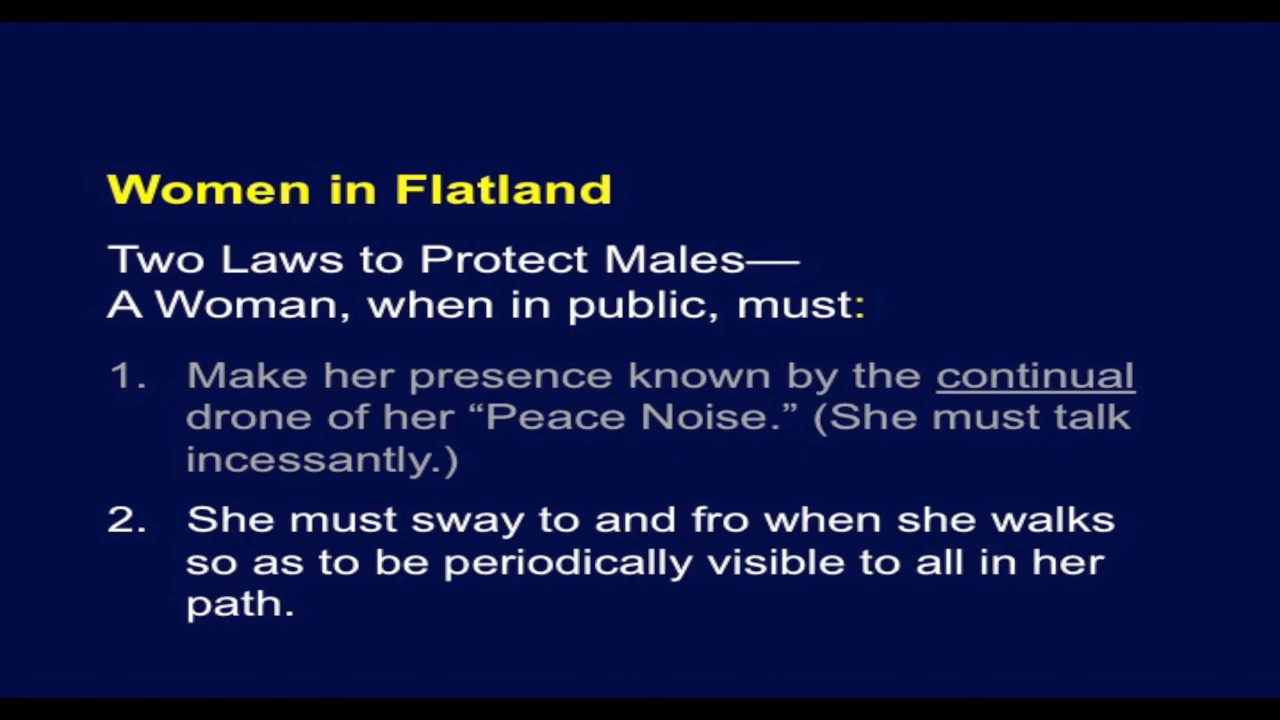 Women in Flatland
Two Laws to Protect Males—
A Woman, when in public, must:
1. Make her presence known by the continual
drone of her “Peace Noise.” (She must talk
incessantly.)
2. She must sway to and fro when she walks
so as to be periodically visible to all in her
path.